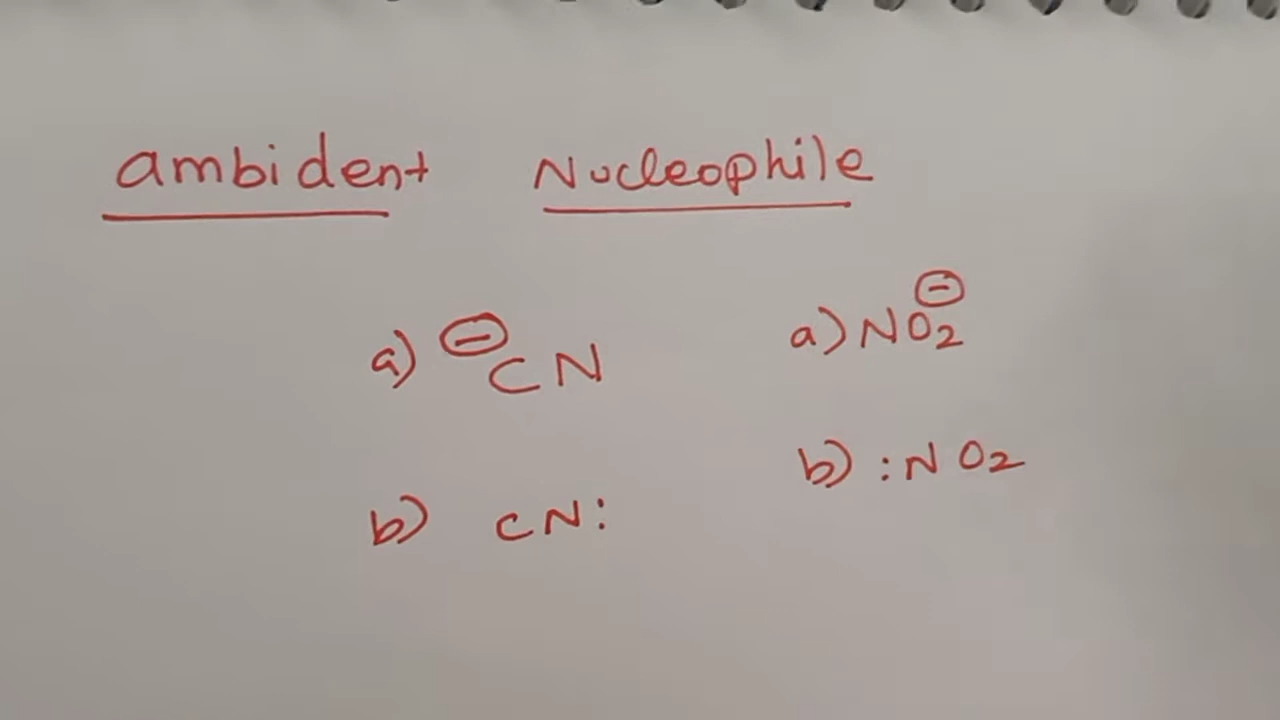 ambident Nucleophile
a) ⊖CN
a) NO₂⊖
b) :NO₂
b) CN: